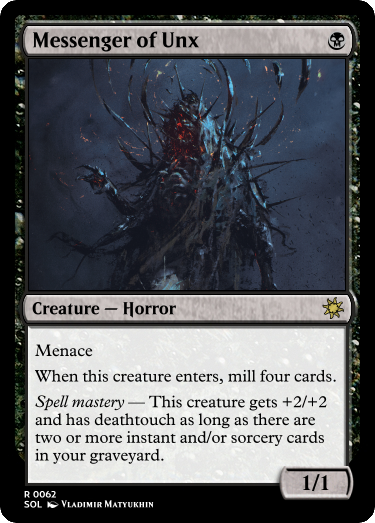 Messenger of Unx
Creature — Horror
Menace
When this creature enters, mill four cards.
Spell mastery — This creature gets +2/+2
and has deathtouch as long as there are
two or more instant and/or sorcery cards
in your graveyard.
1/1
R 0062
SOL Vladimir Matyukhin